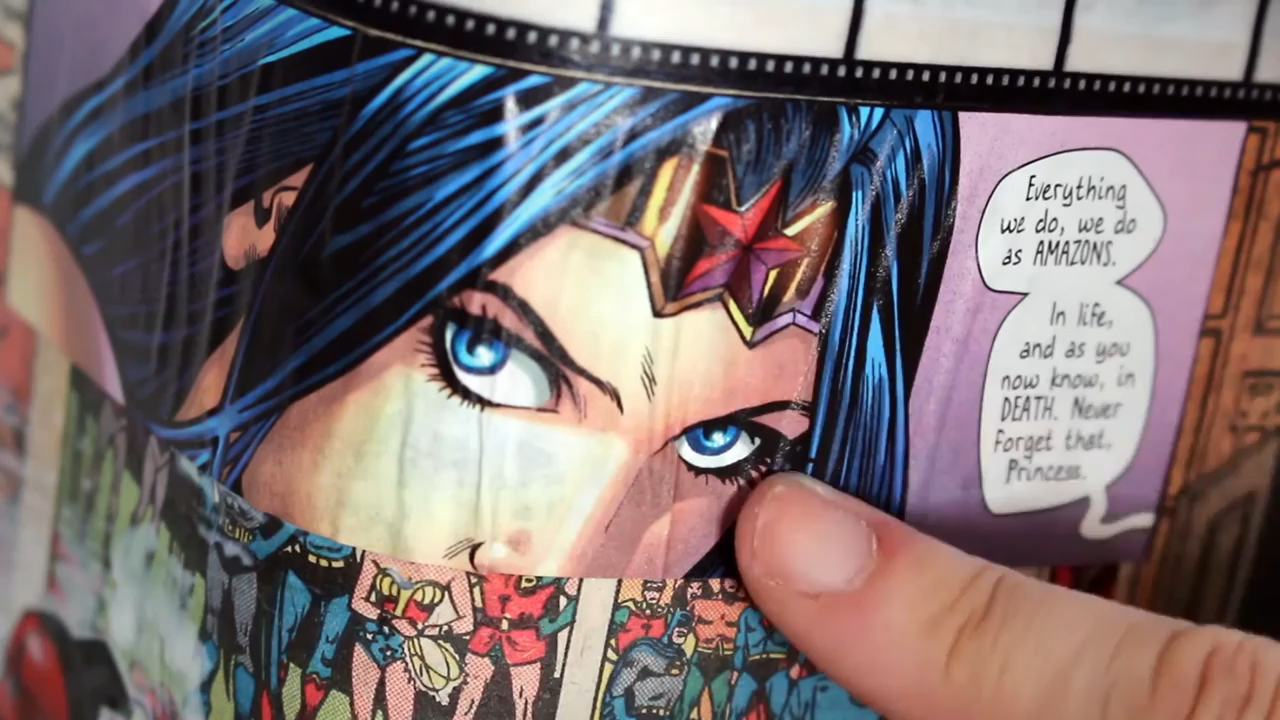 Everything
we do, we do
as AMAZONS.
In life,
and as you
now know, in
DEATH. Never
forget that,
Princess.